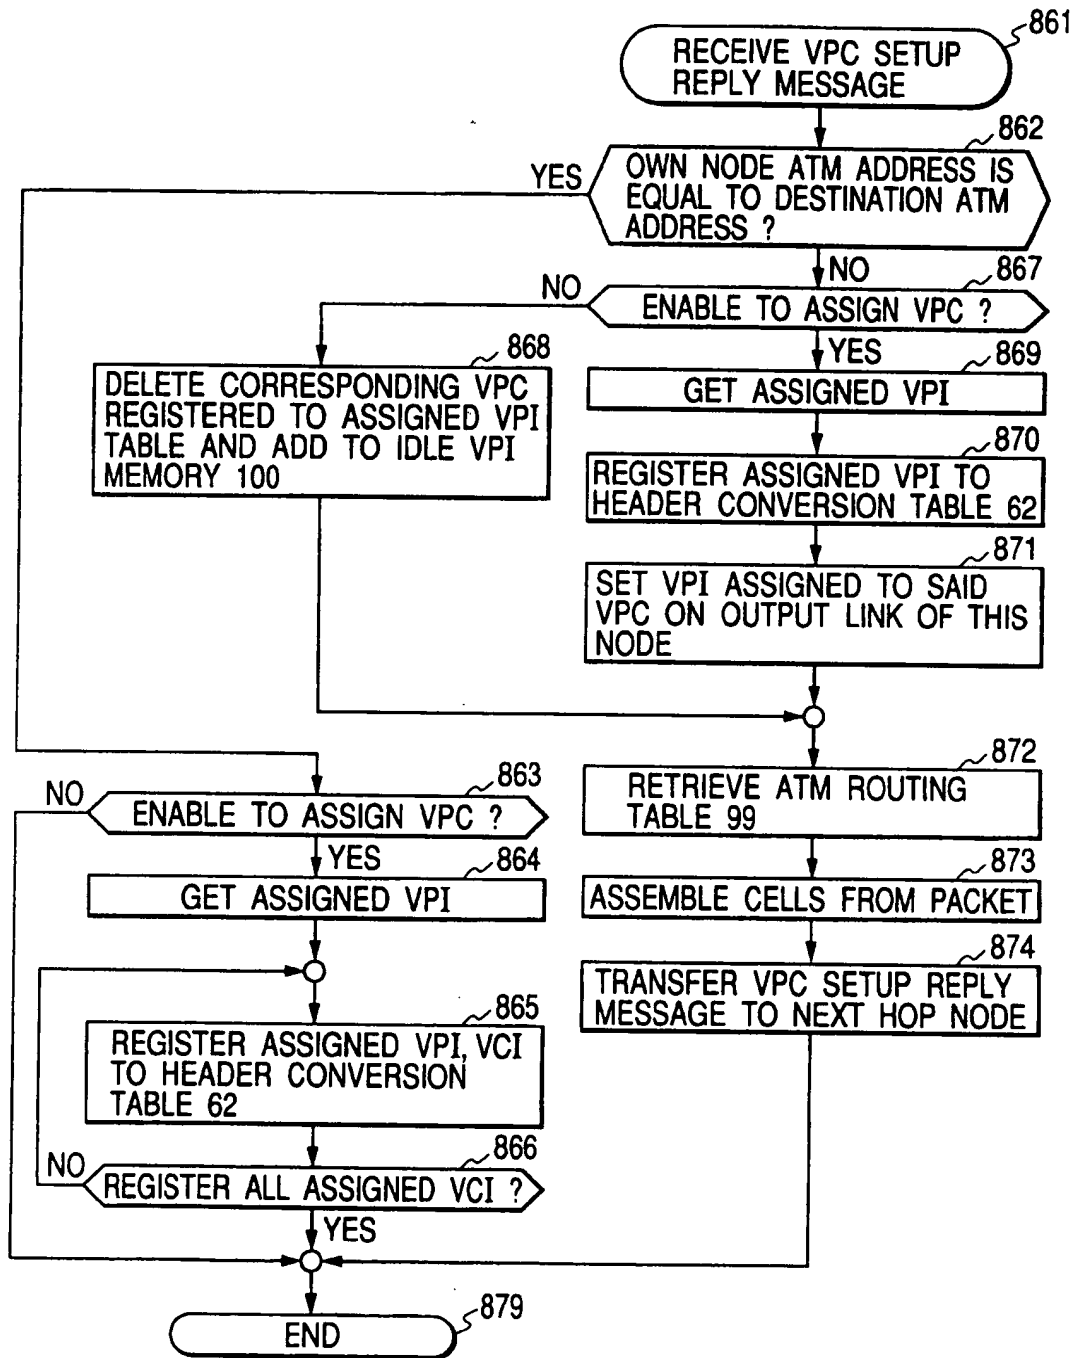 861
RECEIVE VPC SETUP
REPLY MESSAGE
862
YES
OWN NODE ATM ADDRESS IS
EQUAL TO DESTINATION ATM
ADDRESS ?
NO
867
NO
ENABLE TO ASSIGN VPC ?
868
YES
869
DELETE CORRESPONDING VPC
REGISTERED TO ASSIGNED VPI
TABLE AND ADD TO IDLE VPI
MEMORY 100
GET ASSIGNED VPI
870
REGISTER ASSIGNED VPI TO
HEADER CONVERSION TABLE 62
871
SET VPI ASSIGNED TO SAID
VPC ON OUTPUT LINK OF THIS
NODE
872
RETRIEVE ATM ROUTING
TABLE 99
873
ASSEMBLE CELLS FROM PACKET
874
TRANSFER VPC SETUP REPLY
MESSAGE TO NEXT HOP NODE
863
NO
ENABLE TO ASSIGN VPC ?
YES
864
GET ASSIGNED VPI
865
REGISTER ASSIGNED VPI, VCI
TO HEADER CONVERSION
TABLE 62
866
NO
REGISTER ALL ASSIGNED VCI ?
YES
879
END